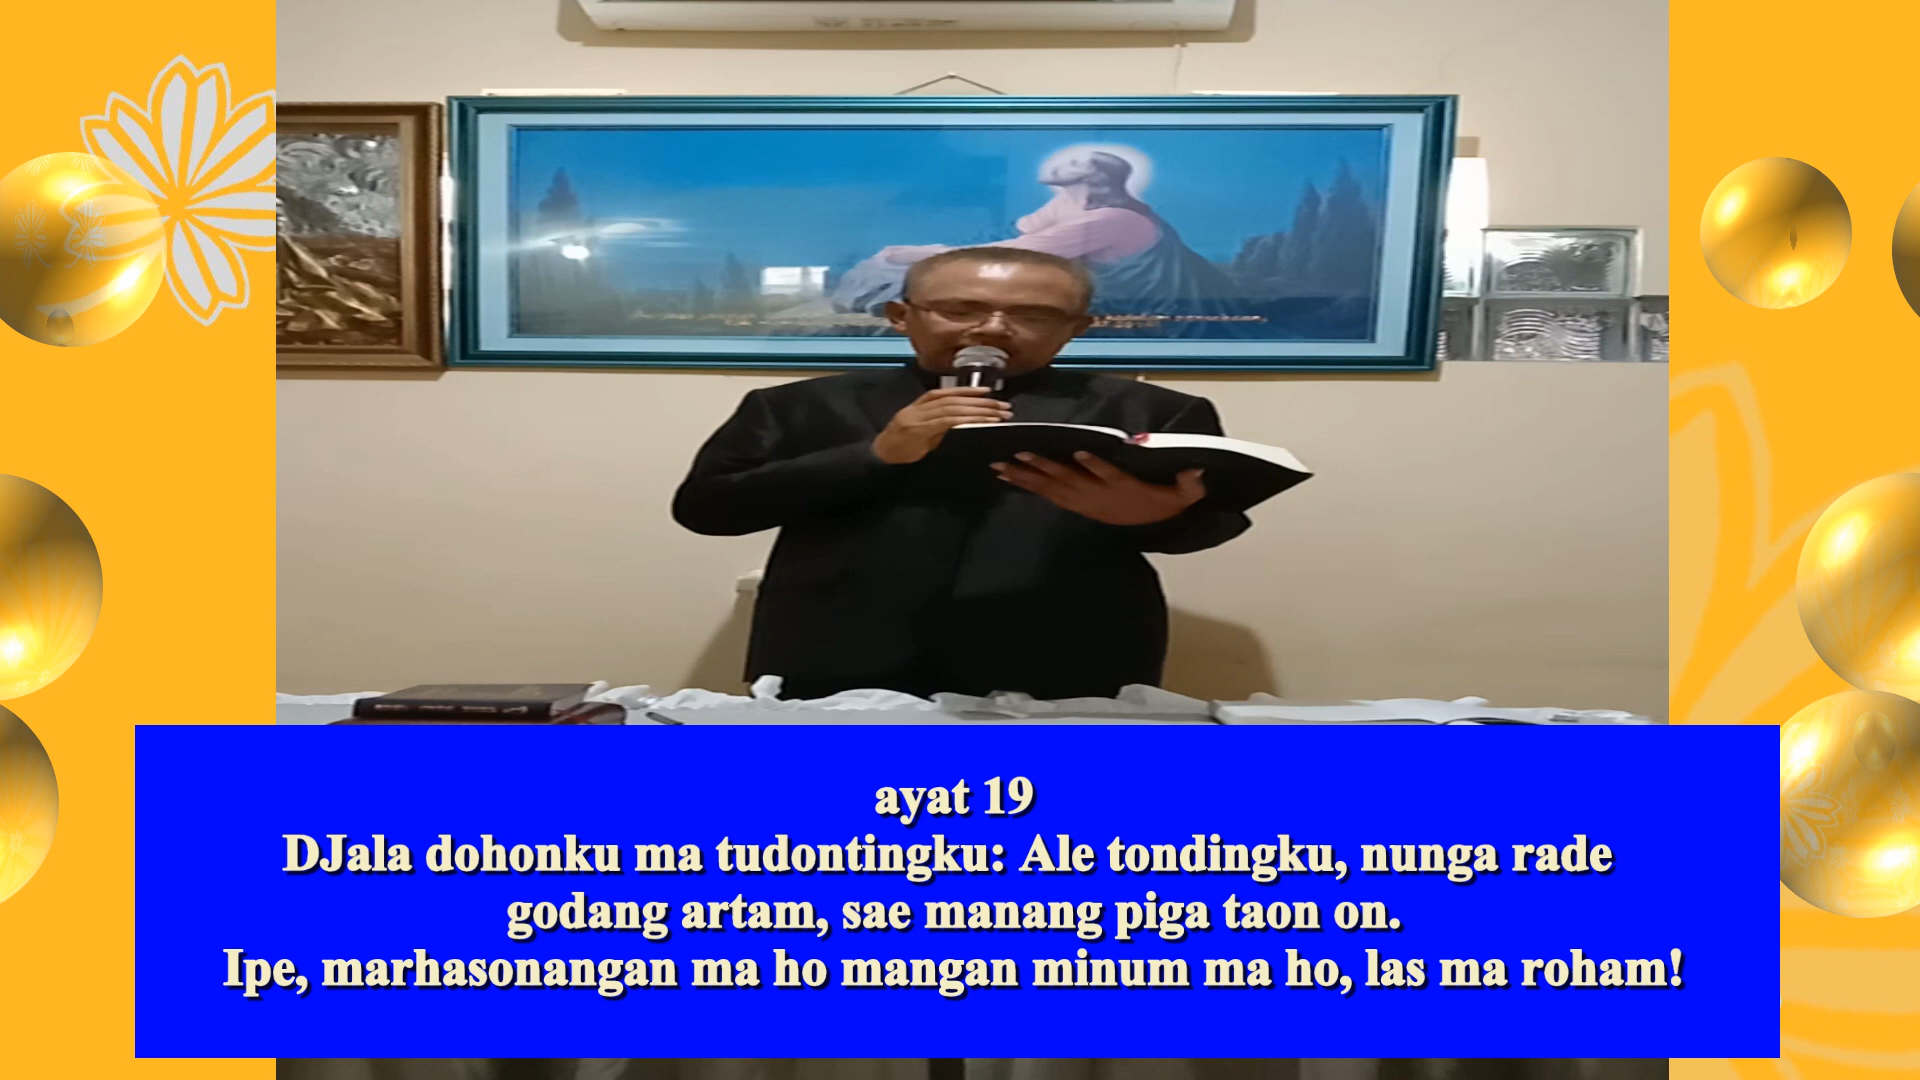 ayat 19
DJala dohonku ma tudontingku: Ale tondingku, nunga rade
godang artam, sae manang piga taon on.
Ipe, marhasonangan ma ho mangan minum ma ho, las ma roham!